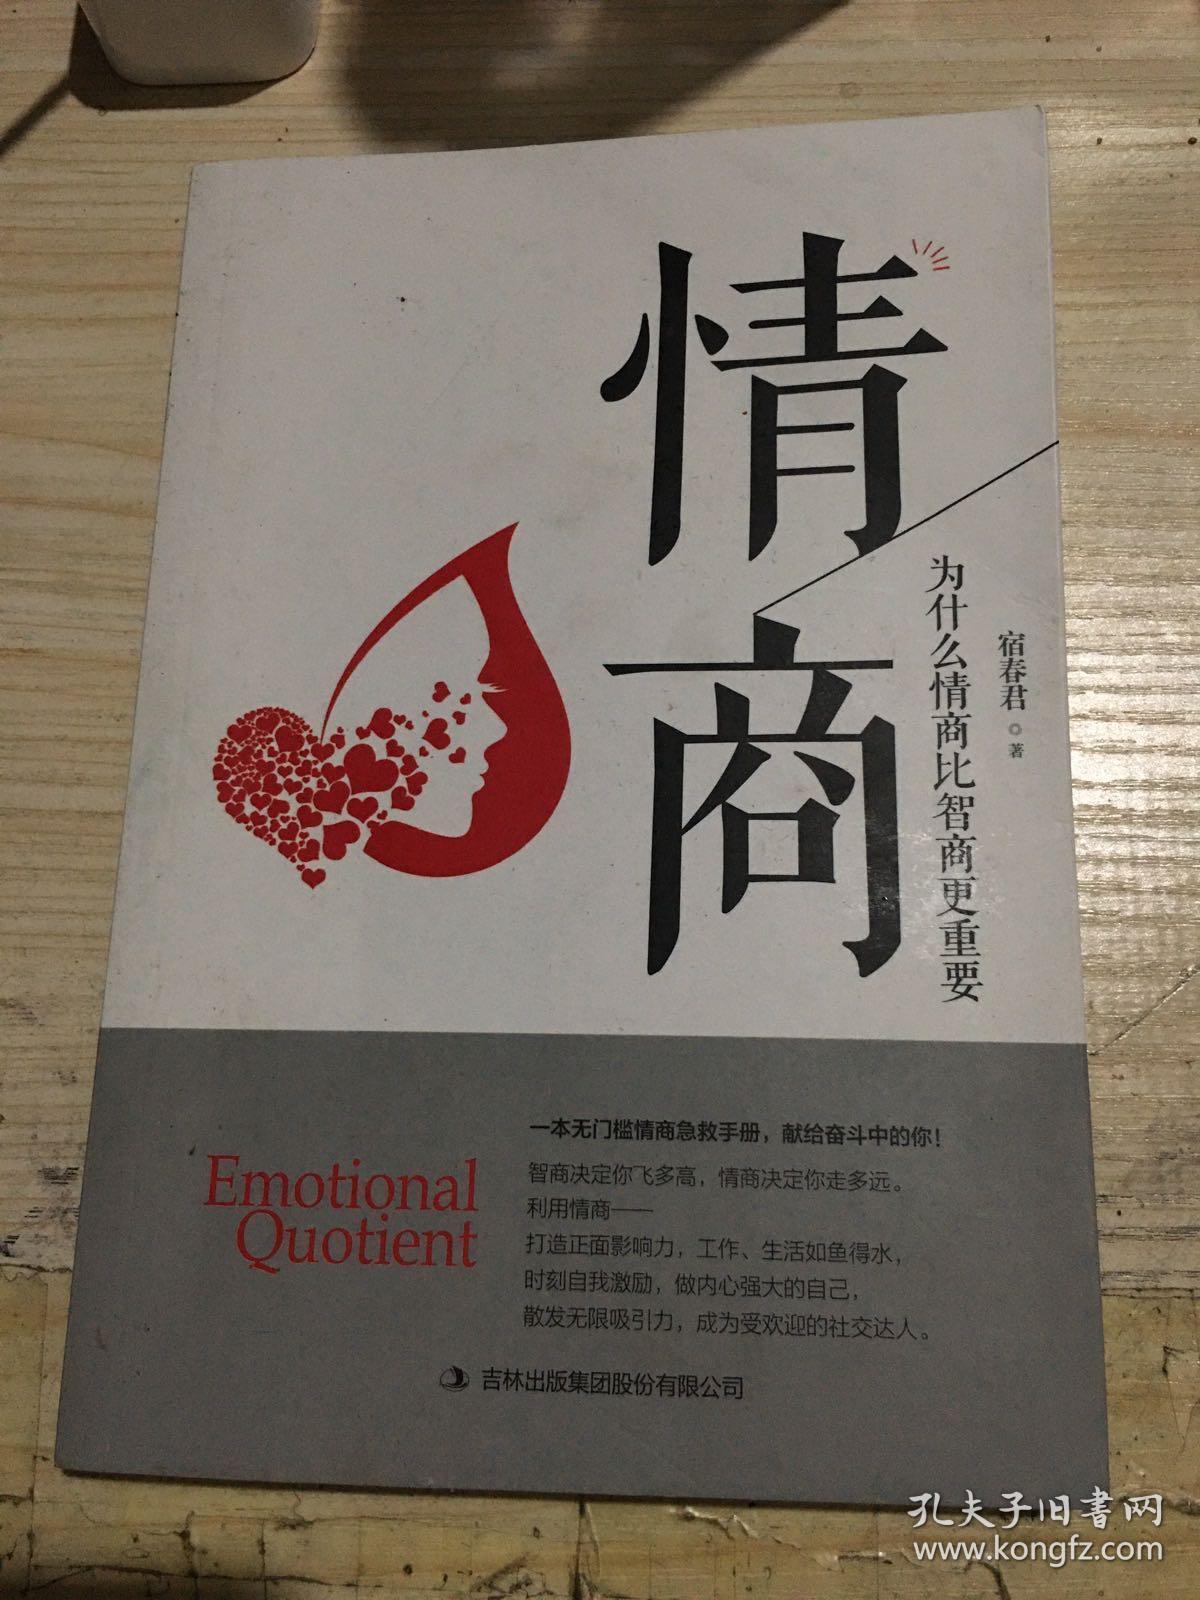 情商
为什么情商比智商更重要
宿春君 ◎ 著
Emotional
Quotient
一本无门槛情商急救手册，献给奋斗中的你！
智商决定你飞多高，情商决定你走多远。
利用情商——
打造正面影响力，工作、生活如鱼得水，
时刻自我激励，做内心强大的自己，
散发无限吸引力，成为受欢迎的社交达人。
吉林出版集团股份有限公司
孔夫子旧书网
www.kongfz.com